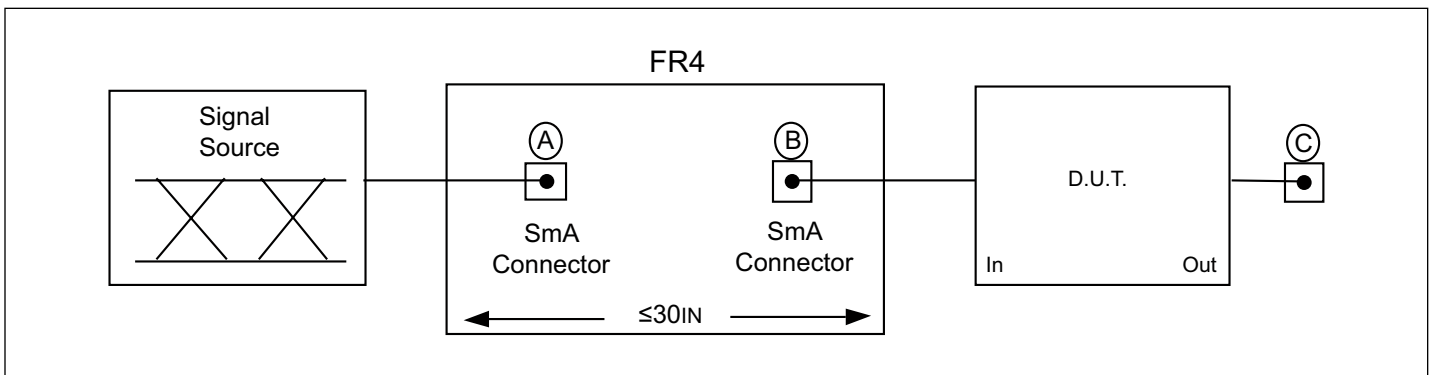 FR4
Signal
Source
A
B
C
SmA
Connector
SmA
Connector
D.U.T.
In
Out
≤30IN